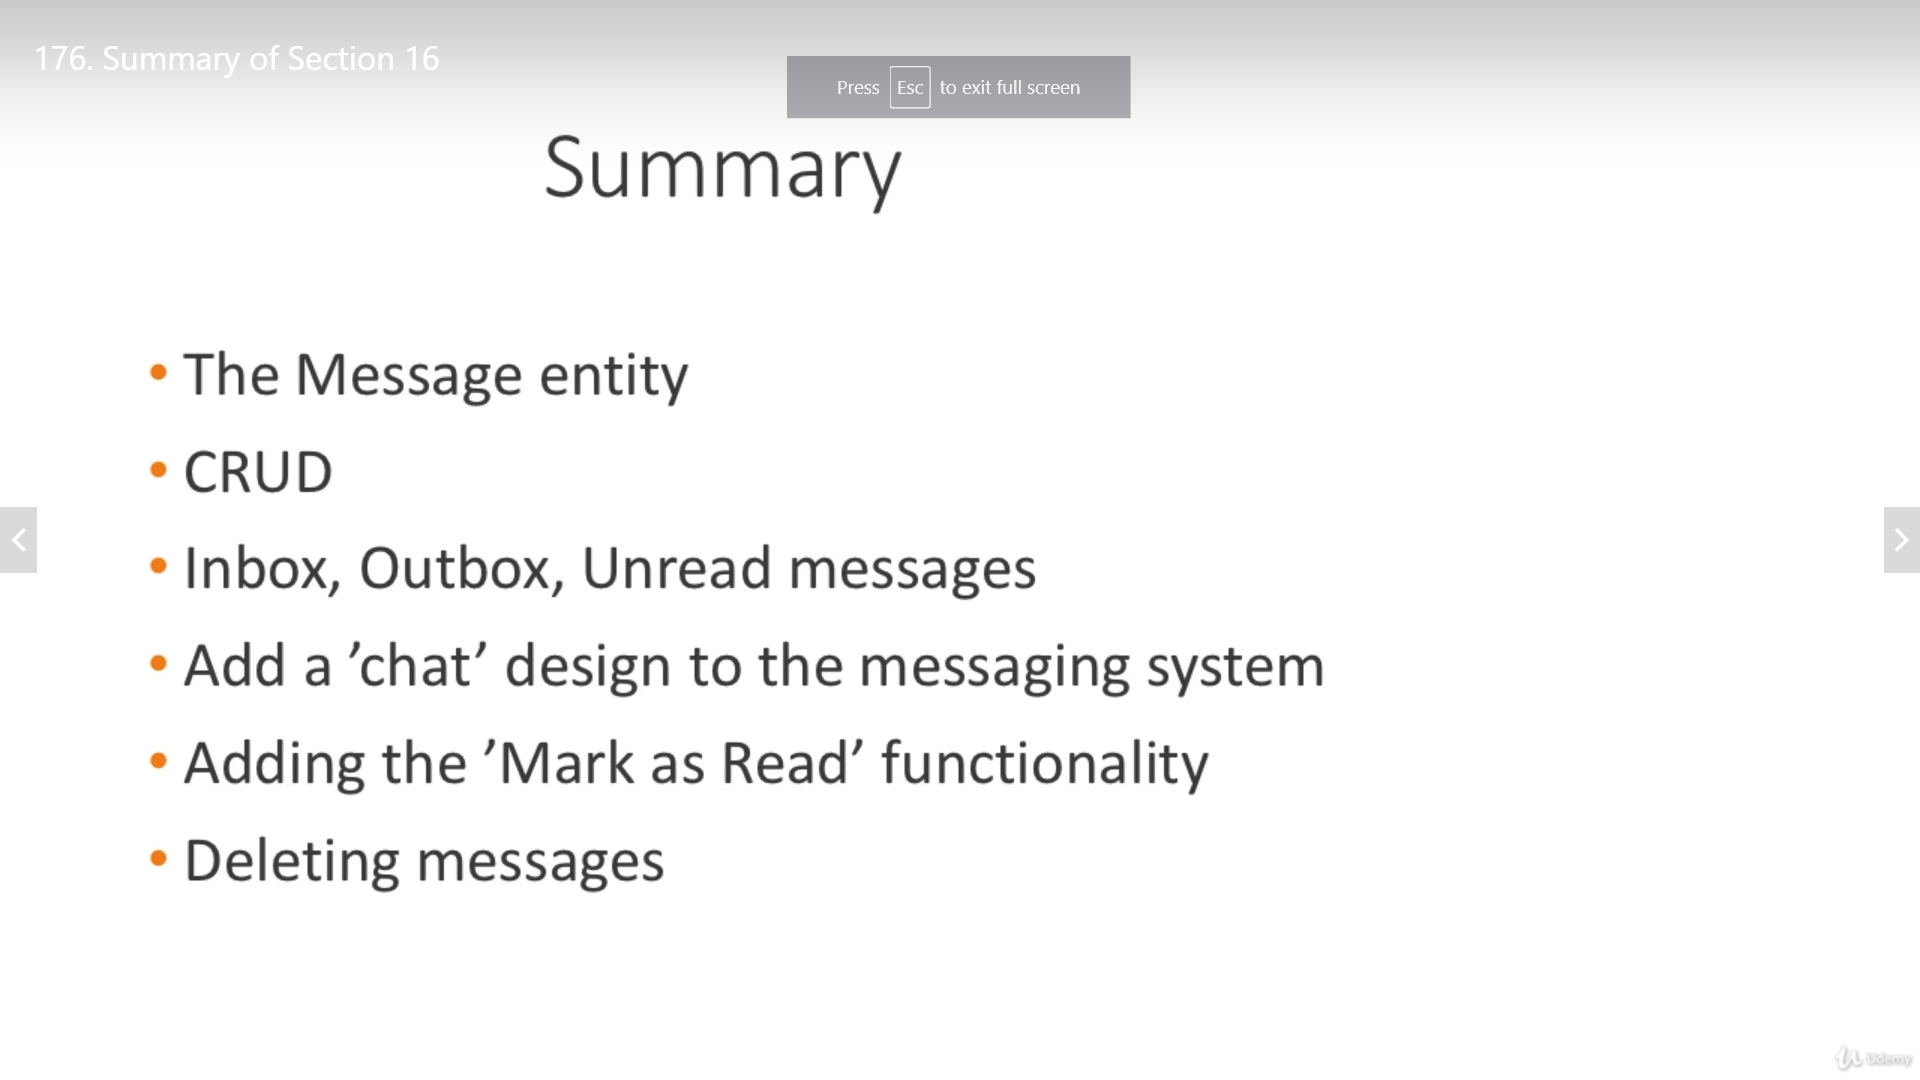 176. Summary of Section 16
Press Esc to exit full screen
Summary
• The Message entity
• CRUD
• Inbox, Outbox, Unread messages
• Add a ’chat’ design to the messaging system
• Adding the ’Mark as Read’ functionality
• Deleting messages
Udemy